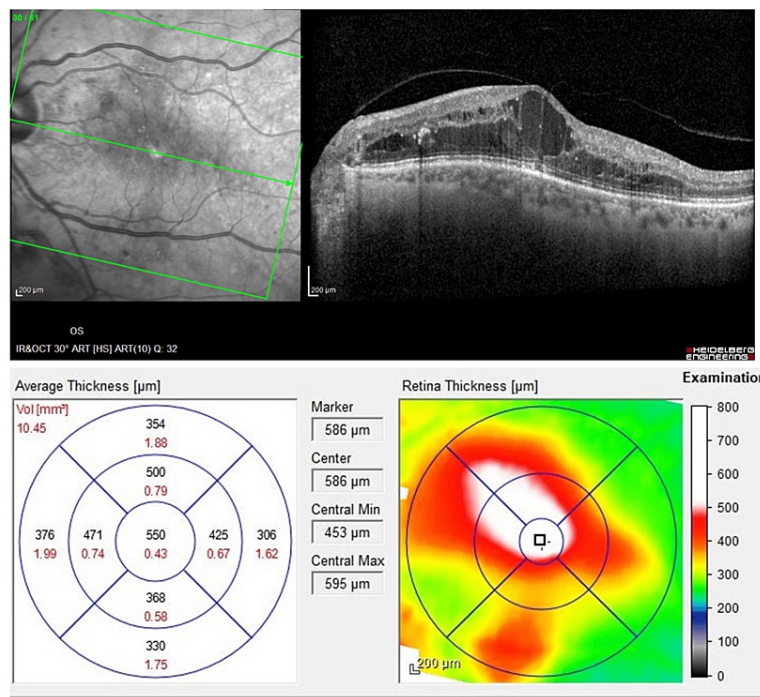 30 / 31
200 µm
200 µm
OS
IR&OCT 30° ART [HS] ART(10) Q: 32
HEIDELBERG
ENGINEERING
Average Thickness [µm]
Retina Thickness [µm]
Examination
Vol [mm³]
10.45
354
1.88
500
0.79
376
1.99
471
0.74
550
0.43
425
0.67
306
1.62
368
0.58
330
1.75
Marker
586 µm
Center
586 µm
Central Min
453 µm
Central Max
595 µm
200 µm
800
700
600
500
400
300
200
100
0